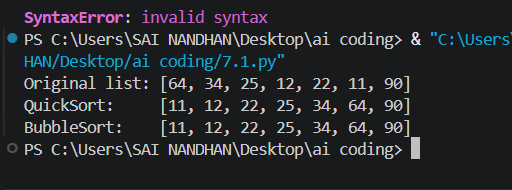 SyntaxError: invalid syntax
PS C:\Users\SAI NANDHAN\Desktop\ai coding> & "C:\Users
HAN/Desktop/ai coding/7.1.py"
Original list: [64, 34, 25, 12, 22, 11, 90]
QuickSort:     [11, 12, 22, 25, 34, 64, 90]
BubbleSort:    [11, 12, 22, 25, 34, 64, 90]
PS C:\Users\SAI NANDHAN\Desktop\ai coding>